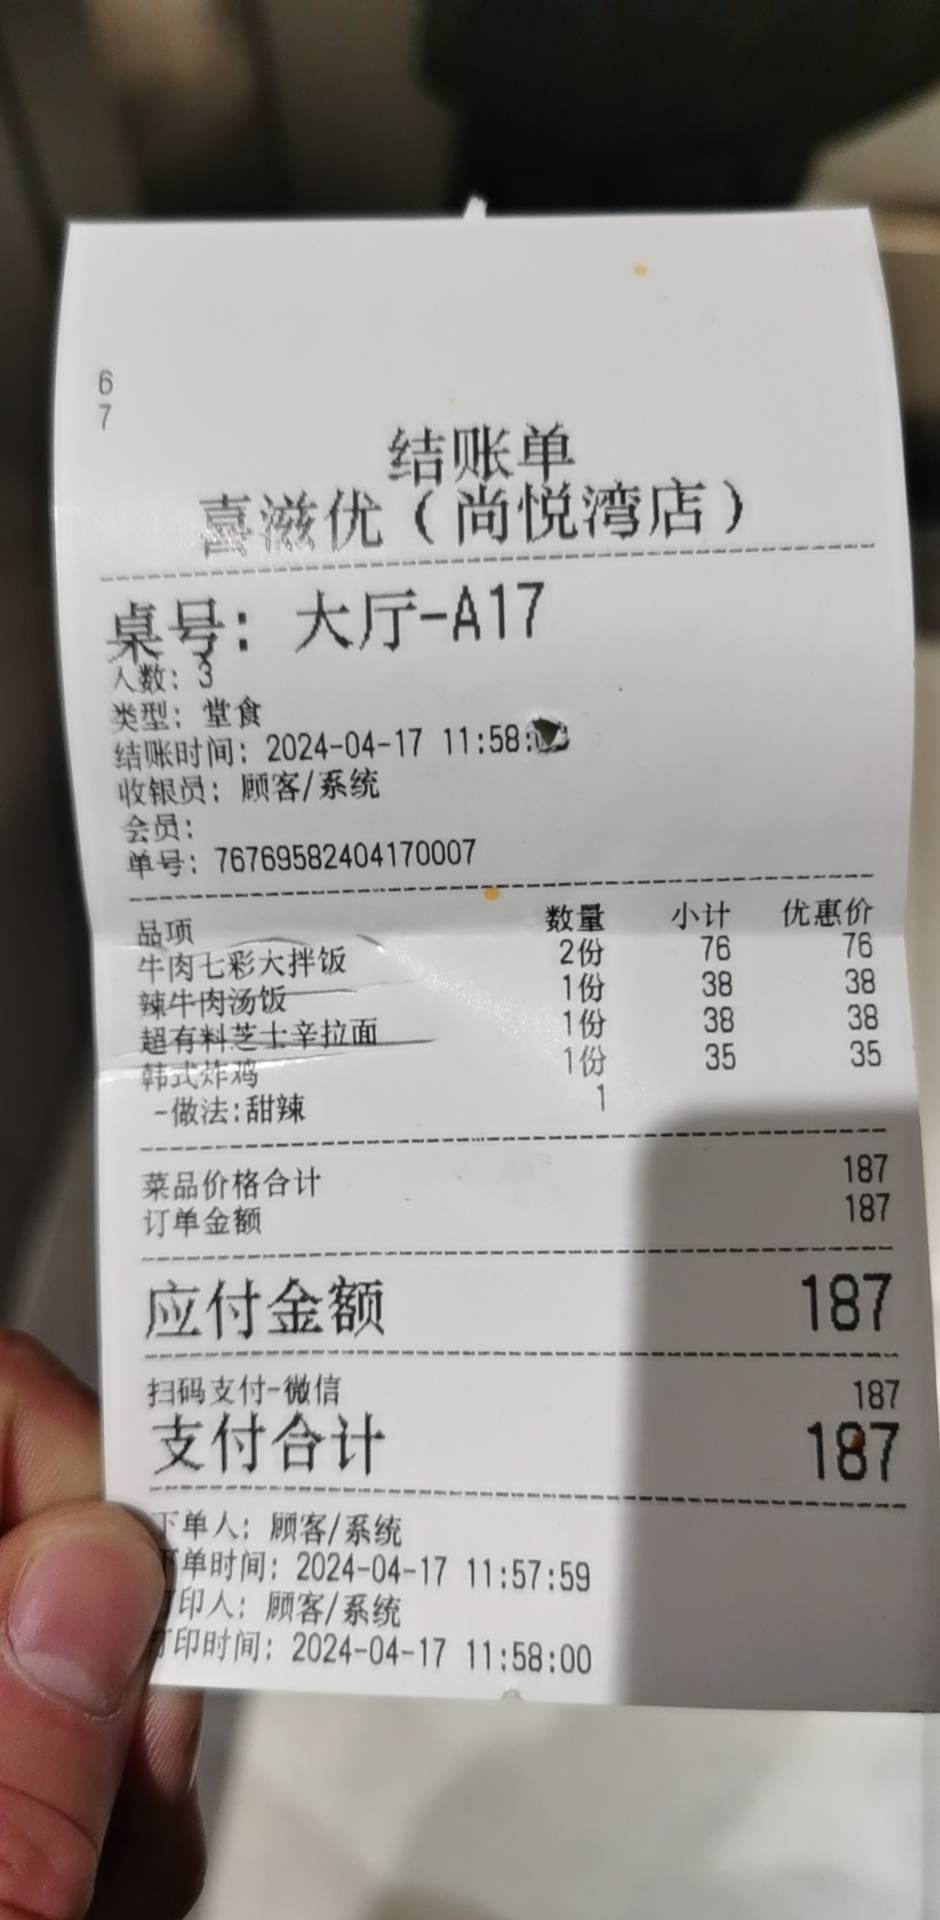 6
7
结账单
喜滋优（尚悦湾店）
桌号: 大厅-A17
人数: 3
类型: 堂食
结账时间: 2024-04-17 11:58:
收银员: 顾客/系统
会员:
单号: 76769582404170007
品项 数量 小计 优惠价
牛肉七彩大拌饭 2份 76 76
辣牛肉汤饭 1份 38 38
超有料芝士辛拉面 1份 38 38
韩式炸鸡 1份 35 35
-做法:甜辣 1
菜品价格合计 187
订单金额 187
应付金额 187
扫码支付-微信 187
支付合计 187
下单人: 顾客/系统
下单时间: 2024-04-17 11:57:59
打印人: 顾客/系统
打印时间: 2024-04-17 11:58:00